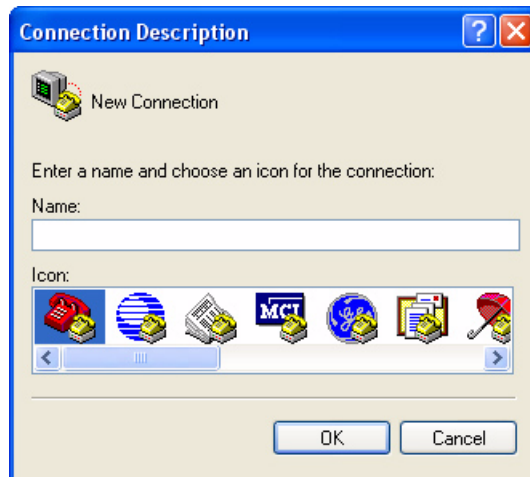 Connection Description
New Connection
Enter a name and choose an icon for the connection:
Name:
Icon:
MCI
OK
Cancel